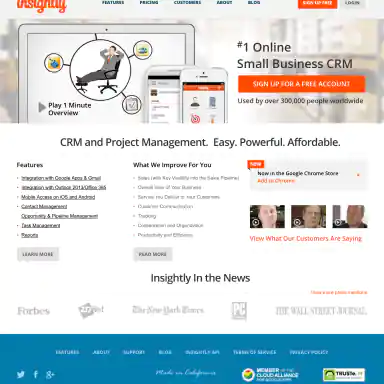 insightly
FEATURES PRICING CUSTOMERS ABOUT BLOG SIGN UP FREE LOGIN
#1 Online
Small Business CRM
SIGN UP FOR A FREE ACCOUNT
Used by over 300,000 people worldwide
Play 1 Minute
Overview
CRM and Project Management. Easy. Powerful. Affordable.
Features
Integration with Google Apps & Gmail
Integration with Outlook 2013/Office 365
Mobile Access on iOS and Android
Contact Management
Opportunity & Pipeline Management
Task Management
Reports
LEARN MORE
What We Improve For You
Sales (with Key Visibility into the Sales Pipeline)
Overall View of Your Business
Service you Deliver to your Customers
Customer Communication
Tracking
Collaboration and Organization
Productivity and Efficiency
READ MORE
NEW
Now in the Google Chrome Store
Add to Chrome
View What Our Customers Are Saying
Insightly In the News
Forbes
The New York Times
PC
THE WALL STREET JOURNAL
FEATURES ABOUT SUPPORT BLOG INSIGHTLY API TERMS OF SERVICE PRIVACY POLICY
Made in California
MEMBER OF THE
CLOUD ALLIANCE
TRUSTe